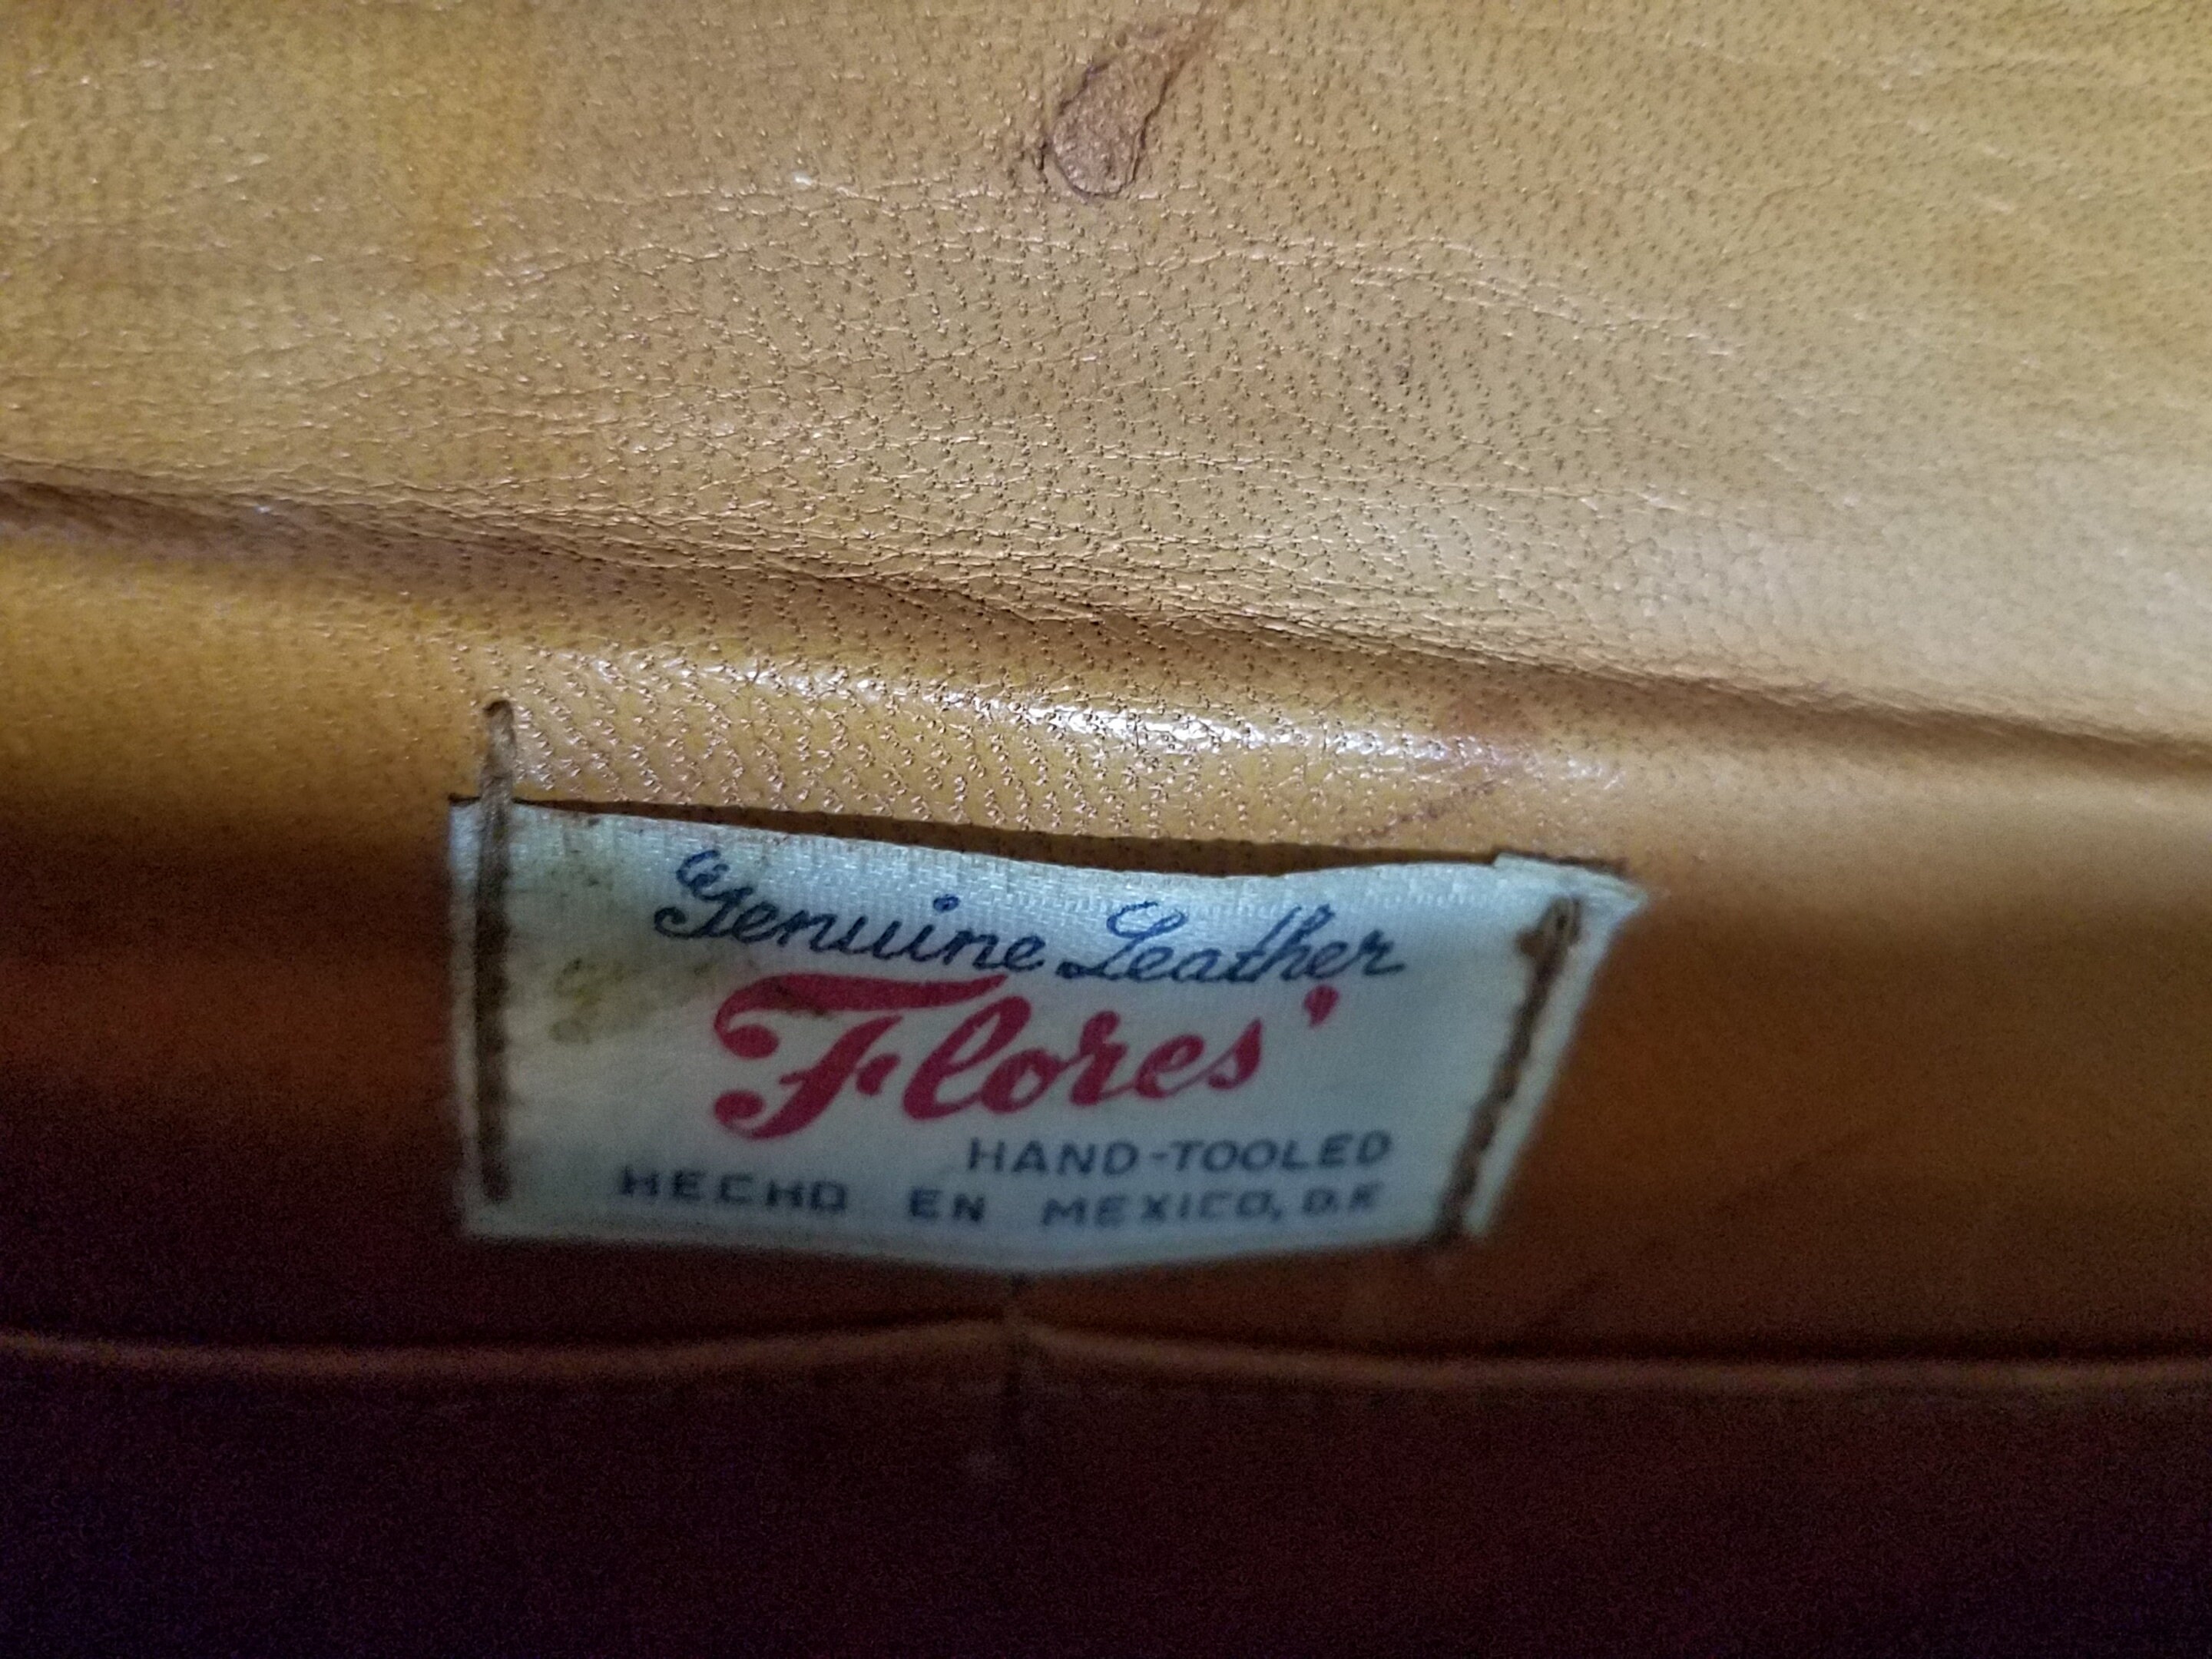 Genuine Leather
Flores'
HAND-TOOLED
HECHO EN MEXICO, D.F.